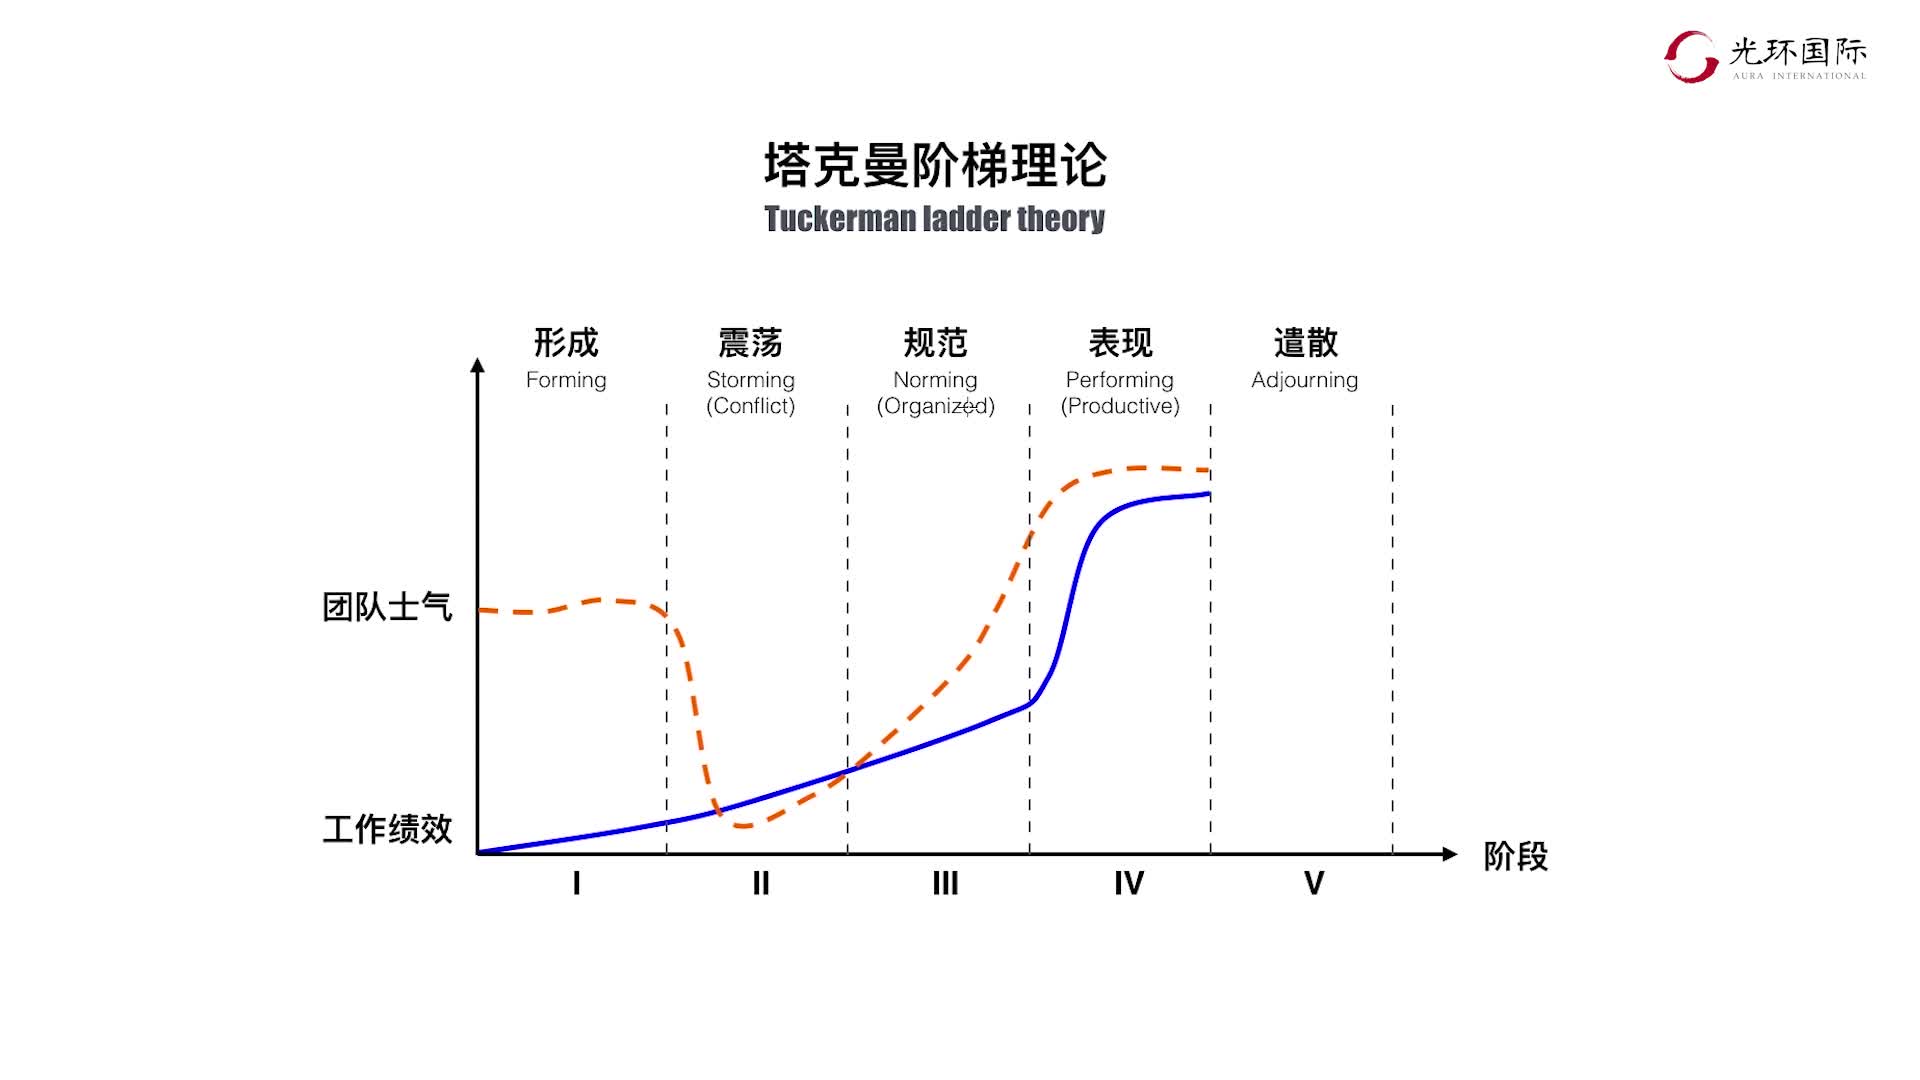 光环国际
AURA INTERNATIONAL
塔克曼阶梯理论
Tuckerman ladder theory
形成
Forming
震荡
Storming
(Conflict)
规范
Norming
(Organized)
表现
Performing
(Productive)
遣散
Adjourning
团队士气
工作绩效
阶段
I
II
III
IV
V